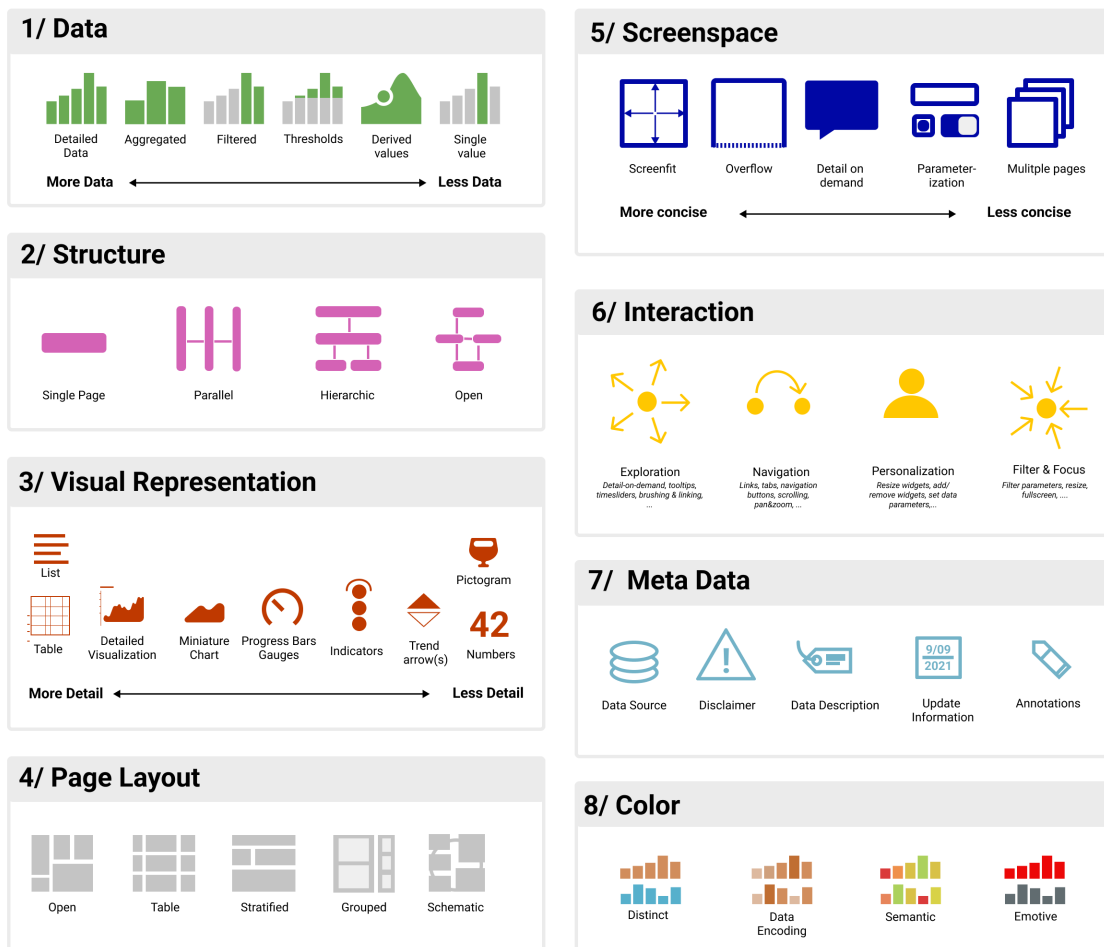 1/ Data
Detailed
Data
Aggregated
Filtered
Thresholds
Derived
values
Single
value
More Data
Less Data
2/ Structure
Single Page
Parallel
Hierarchic
Open
3/ Visual Representation
List
Table
Detailed
Visualization
Miniature
Chart
Progress Bars
Gauges
Indicators
Trend
arrow(s)
Pictogram
42
Numbers
More Detail
Less Detail
4/ Page Layout
Open
Table
Stratified
Grouped
Schematic
5/ Screenspace
Screenfit
Overflow
Detail on
demand
Parameter-
ization
Mulitple pages
More concise
Less concise
6/ Interaction
Exploration
Detail-on-demand, tooltips,
timesliders, brushing & linking,
...
Navigation
Links, tabs, navigation
buttons, scrolling,
pan&zoom, ...
Personalization
Resize widgets, add/
remove widgets, set data
parameters,...
Filter & Focus
Filter parameters, resize,
fullscreen, ....
7/ Meta Data
Data Source
Disclaimer
Data Description
9/09
2021
Update
Information
Annotations
8/ Color
Distinct
Data
Encoding
Semantic
Emotive